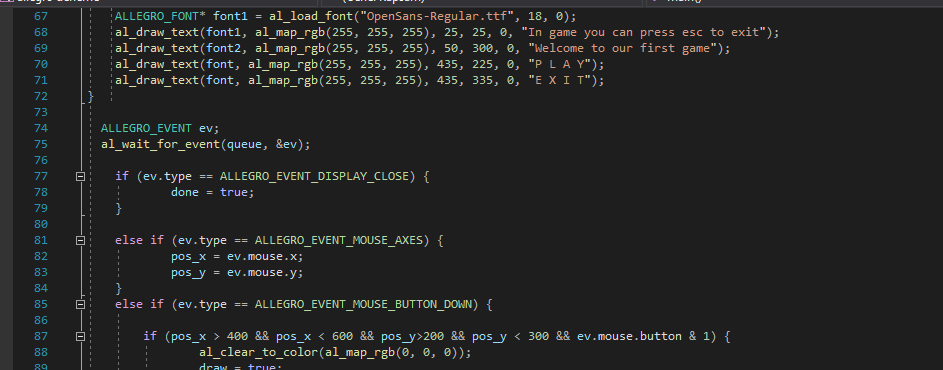 67 ALLEGRO_FONT* font1 = al_load_font("OpenSans-Regular.ttf", 18, 0);
68 al_draw_text(font1, al_map_rgb(255, 255, 255), 25, 25, 0, "In game you can press esc to exit");
69 al_draw_text(font2, al_map_rgb(255, 255, 255), 50, 300, 0, "Welcome to our first game");
70 al_draw_text(font, al_map_rgb(255, 255, 255), 435, 225, 0, "P L A Y");
71 al_draw_text(font, al_map_rgb(255, 255, 255), 435, 335, 0, "E X I T");
72 }
73
74 ALLEGRO_EVENT ev;
75 al_wait_for_event(queue, &ev);
76
77 if (ev.type == ALLEGRO_EVENT_DISPLAY_CLOSE) {
78 done = true;
79 }
80
81 else if (ev.type == ALLEGRO_EVENT_MOUSE_AXES) {
82 pos_x = ev.mouse.x;
83 pos_y = ev.mouse.y;
84 }
85 else if (ev.type == ALLEGRO_EVENT_MOUSE_BUTTON_DOWN) {
86
87 if (pos_x > 400 && pos_x < 600 && pos_y>200 && pos_y < 300 && ev.mouse.button & 1) {
88 al_clear_to_color(al_map_rgb(0, 0, 0));
89 draw = true;